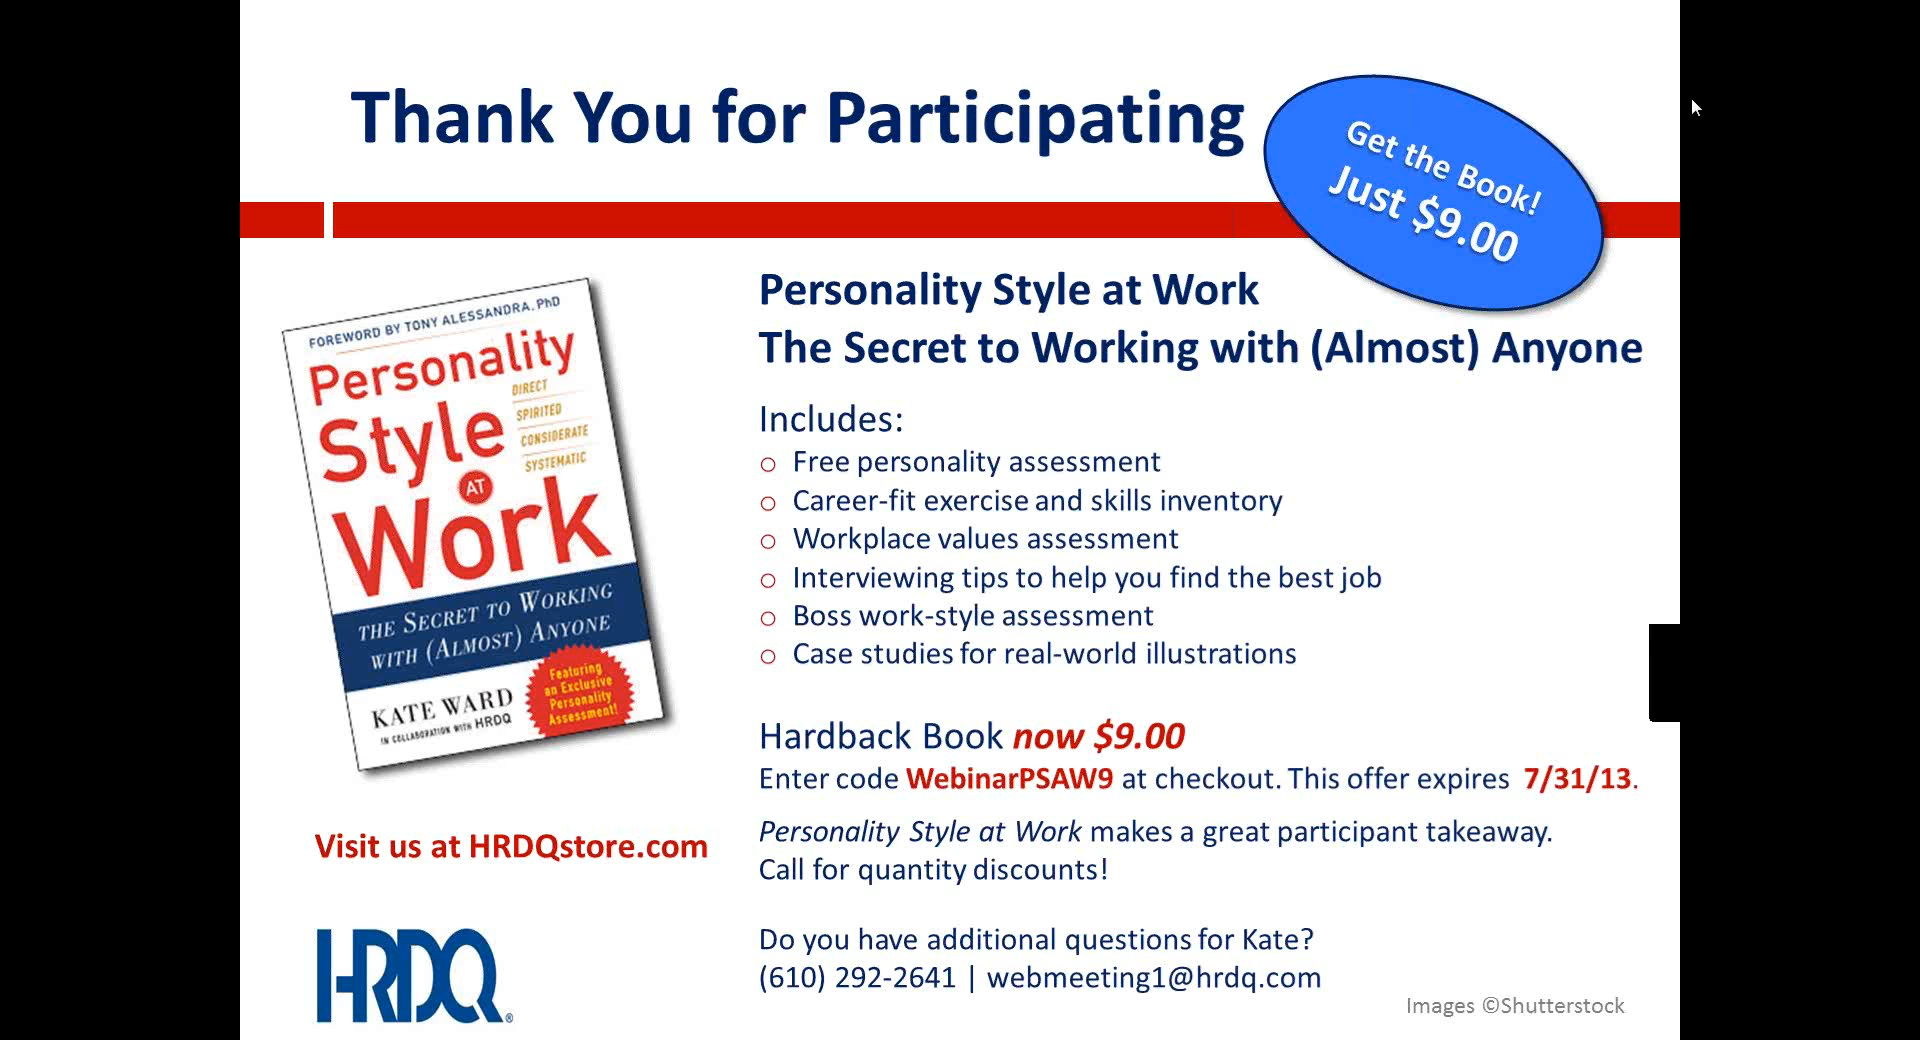 Thank You for Participating
Get the Book!
Just $9.00
FOREWORD BY TONY ALESSANDRA, PhD
Personality
Style
AT
Work
DIRECT
SPIRITED
CONSIDERATE
SYSTEMATIC
THE SECRET TO WORKING
WITH (ALMOST) ANYONE
KATE WARD
IN COLLABORATION WITH HRDQ
Featuring
an Exclusive
Personality
Assessment!
Visit us at HRDQstore.com
HRDQ®
Personality Style at Work
The Secret to Working with (Almost) Anyone
Includes:
o Free personality assessment
o Career-fit exercise and skills inventory
o Workplace values assessment
o Interviewing tips to help you find the best job
o Boss work-style assessment
o Case studies for real-world illustrations
Hardback Book now $9.00
Enter code WebinarPSAW9 at checkout. This offer expires 7/31/13.
Personality Style at Work makes a great participant takeaway.
Call for quantity discounts!
Do you have additional questions for Kate?
(610) 292-2641 | webmeeting1@hrdq.com
Images ©Shutterstock